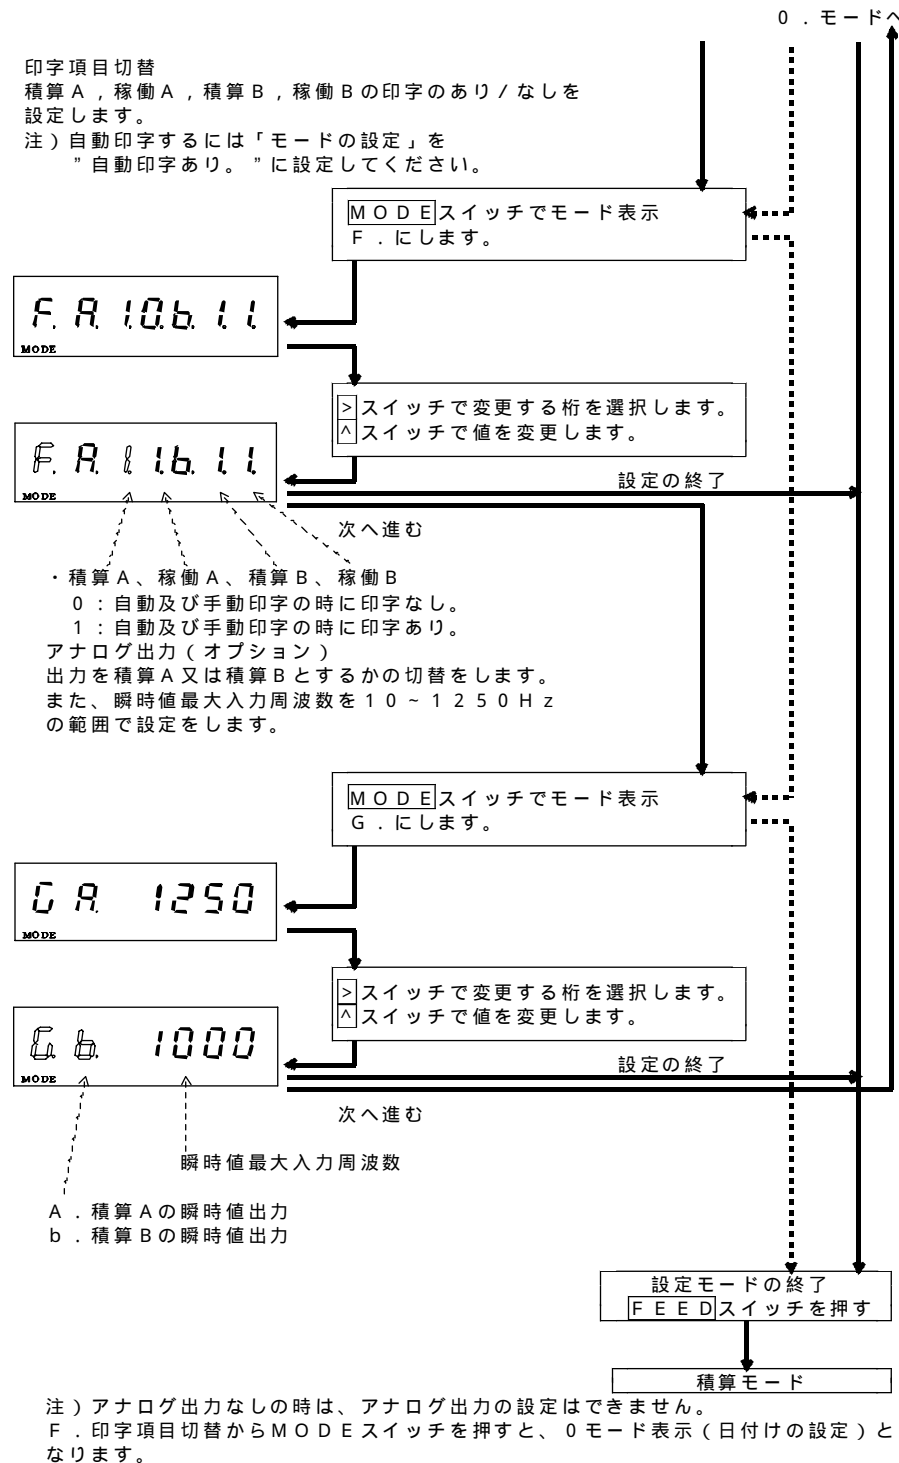 0．モードへ
印字項目切替
積算A，稼働A，積算B，稼働Bの印字のあり／なしを
設定します。
注）自動印字するには「モードの設定」を
”自動印字あり。”に設定してください。
MODEスイッチでモード表示
F．にします。
F. A. 1.0.b. 1. 1.
MODE
>スイッチで変更する桁を選択します。
^スイッチで値を変更します。
F. A. 1. 1.b. 1. 1.
MODE
設定の終了
次へ進む
・積算A、稼働A、積算B、稼働B
0：自動及び手動印字の時に印字なし。
1：自動及び手動印字の時に印字あり。
アナログ出力（オプション）
出力を積算A又は積算Bとするかの切替をします。
また、瞬時値最大入力周波数を10~1250Hz
の範囲で設定をします。
MODEスイッチでモード表示
G．にします。
G A. 1250
MODE
>スイッチで変更する桁を選択します。
^スイッチで値を変更します。
G. b. 1000
MODE
設定の終了
次へ進む
瞬時値最大入力周波数
A．積算Aの瞬時値出力
b．積算Bの瞬時値出力
設定モードの終了
FEEDスイッチを押す
積算モード
注）アナログ出力なしの時は、アナログ出力の設定はできません。
F．印字項目切替からMODEスイッチを押すと、0モード表示（日付けの設定）と
なります。